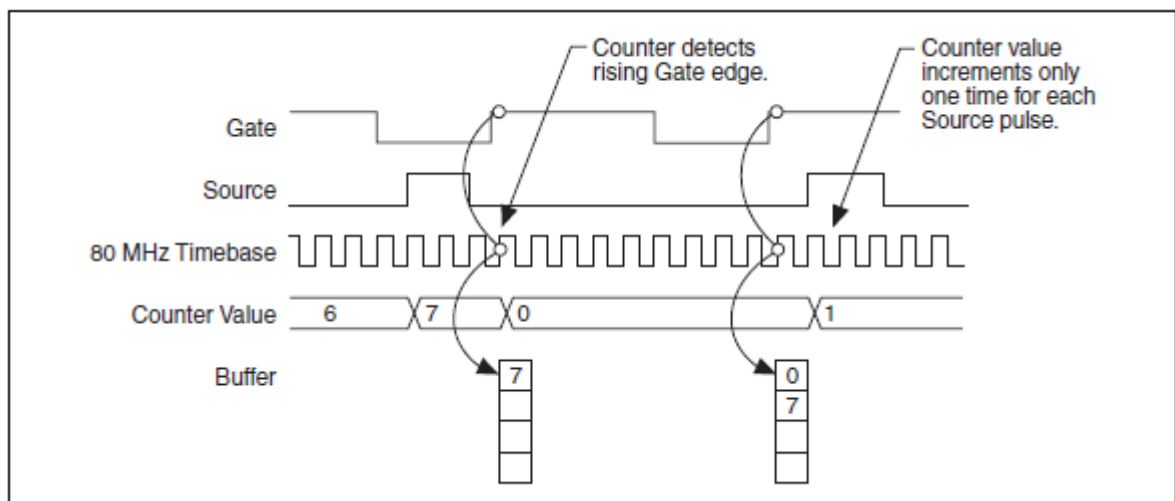 Counter detects
rising Gate edge.
Counter value
increments only
one time for each
Source pulse.
Gate
Source
80 MHz Timebase
Counter Value
6
7
0
1
Buffer
7
0
7